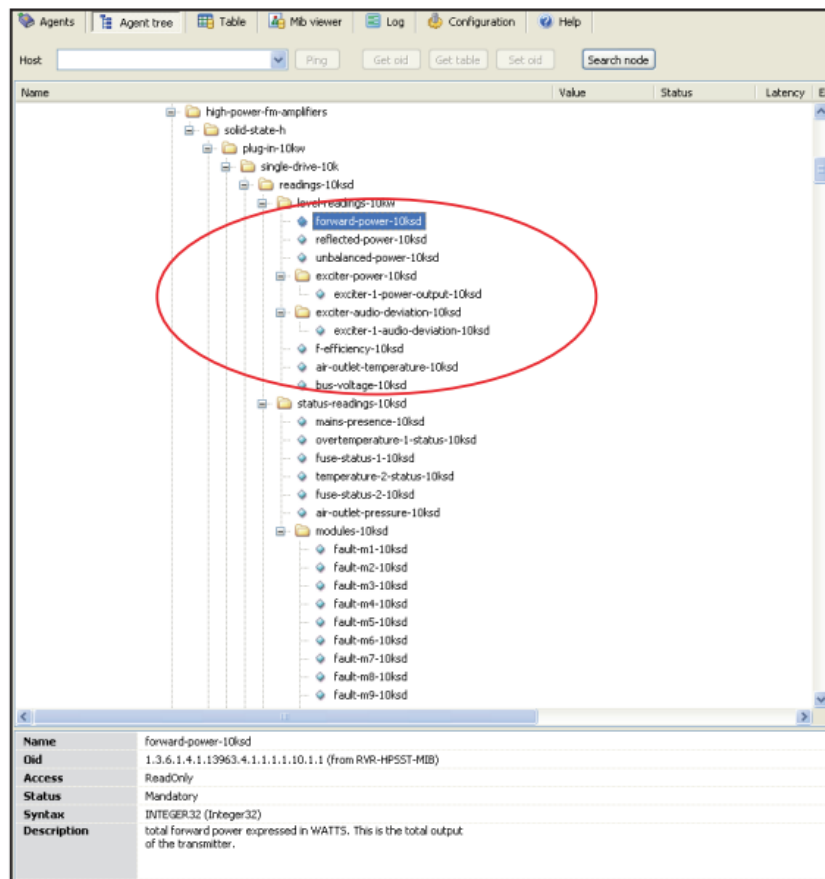 Agents Agent tree Table Mib viewer Log Configuration Help
Host Ping Get oid Get table Set oid Search node
Name Value Status Latency E
high-power-fm-amplifiers
solid-state-h
plug-in-10kw
single-drive-10k
readings-10ksd
level-readings-10kw
forward-power-10ksd
reflected-power-10ksd
unbalanced-power-10ksd
exciter-power-10ksd
exciter-1-power-output-10ksd
exciter-audio-deviation-10ksd
exciter-1-audio-deviation-10ksd
f-efficiency-10ksd
air-outlet-temperature-10ksd
bus-voltage-10ksd
status-readings-10ksd
mains-presence-10ksd
overtemperature-1-status-10ksd
fuse-status-1-10ksd
temperature-2-status-10ksd
fuse-status-2-10ksd
air-outlet-pressure-10ksd
modules-10ksd
fault-m1-10ksd
fault-m2-10ksd
fault-m3-10ksd
fault-m4-10ksd
fault-m5-10ksd
fault-m6-10ksd
fault-m7-10ksd
fault-m8-10ksd
fault-m9-10ksd
Name forward-power-10ksd
Oid 1.3.6.1.4.1.13963.4.1.1.1.1.10.1.1 (from RVR-HPSST-MIB)
Access ReadOnly
Status Mandatory
Syntax INTEGER32 (Integer32)
Description total forward power expressed in WATTS. This is the total output
of the transmitter.